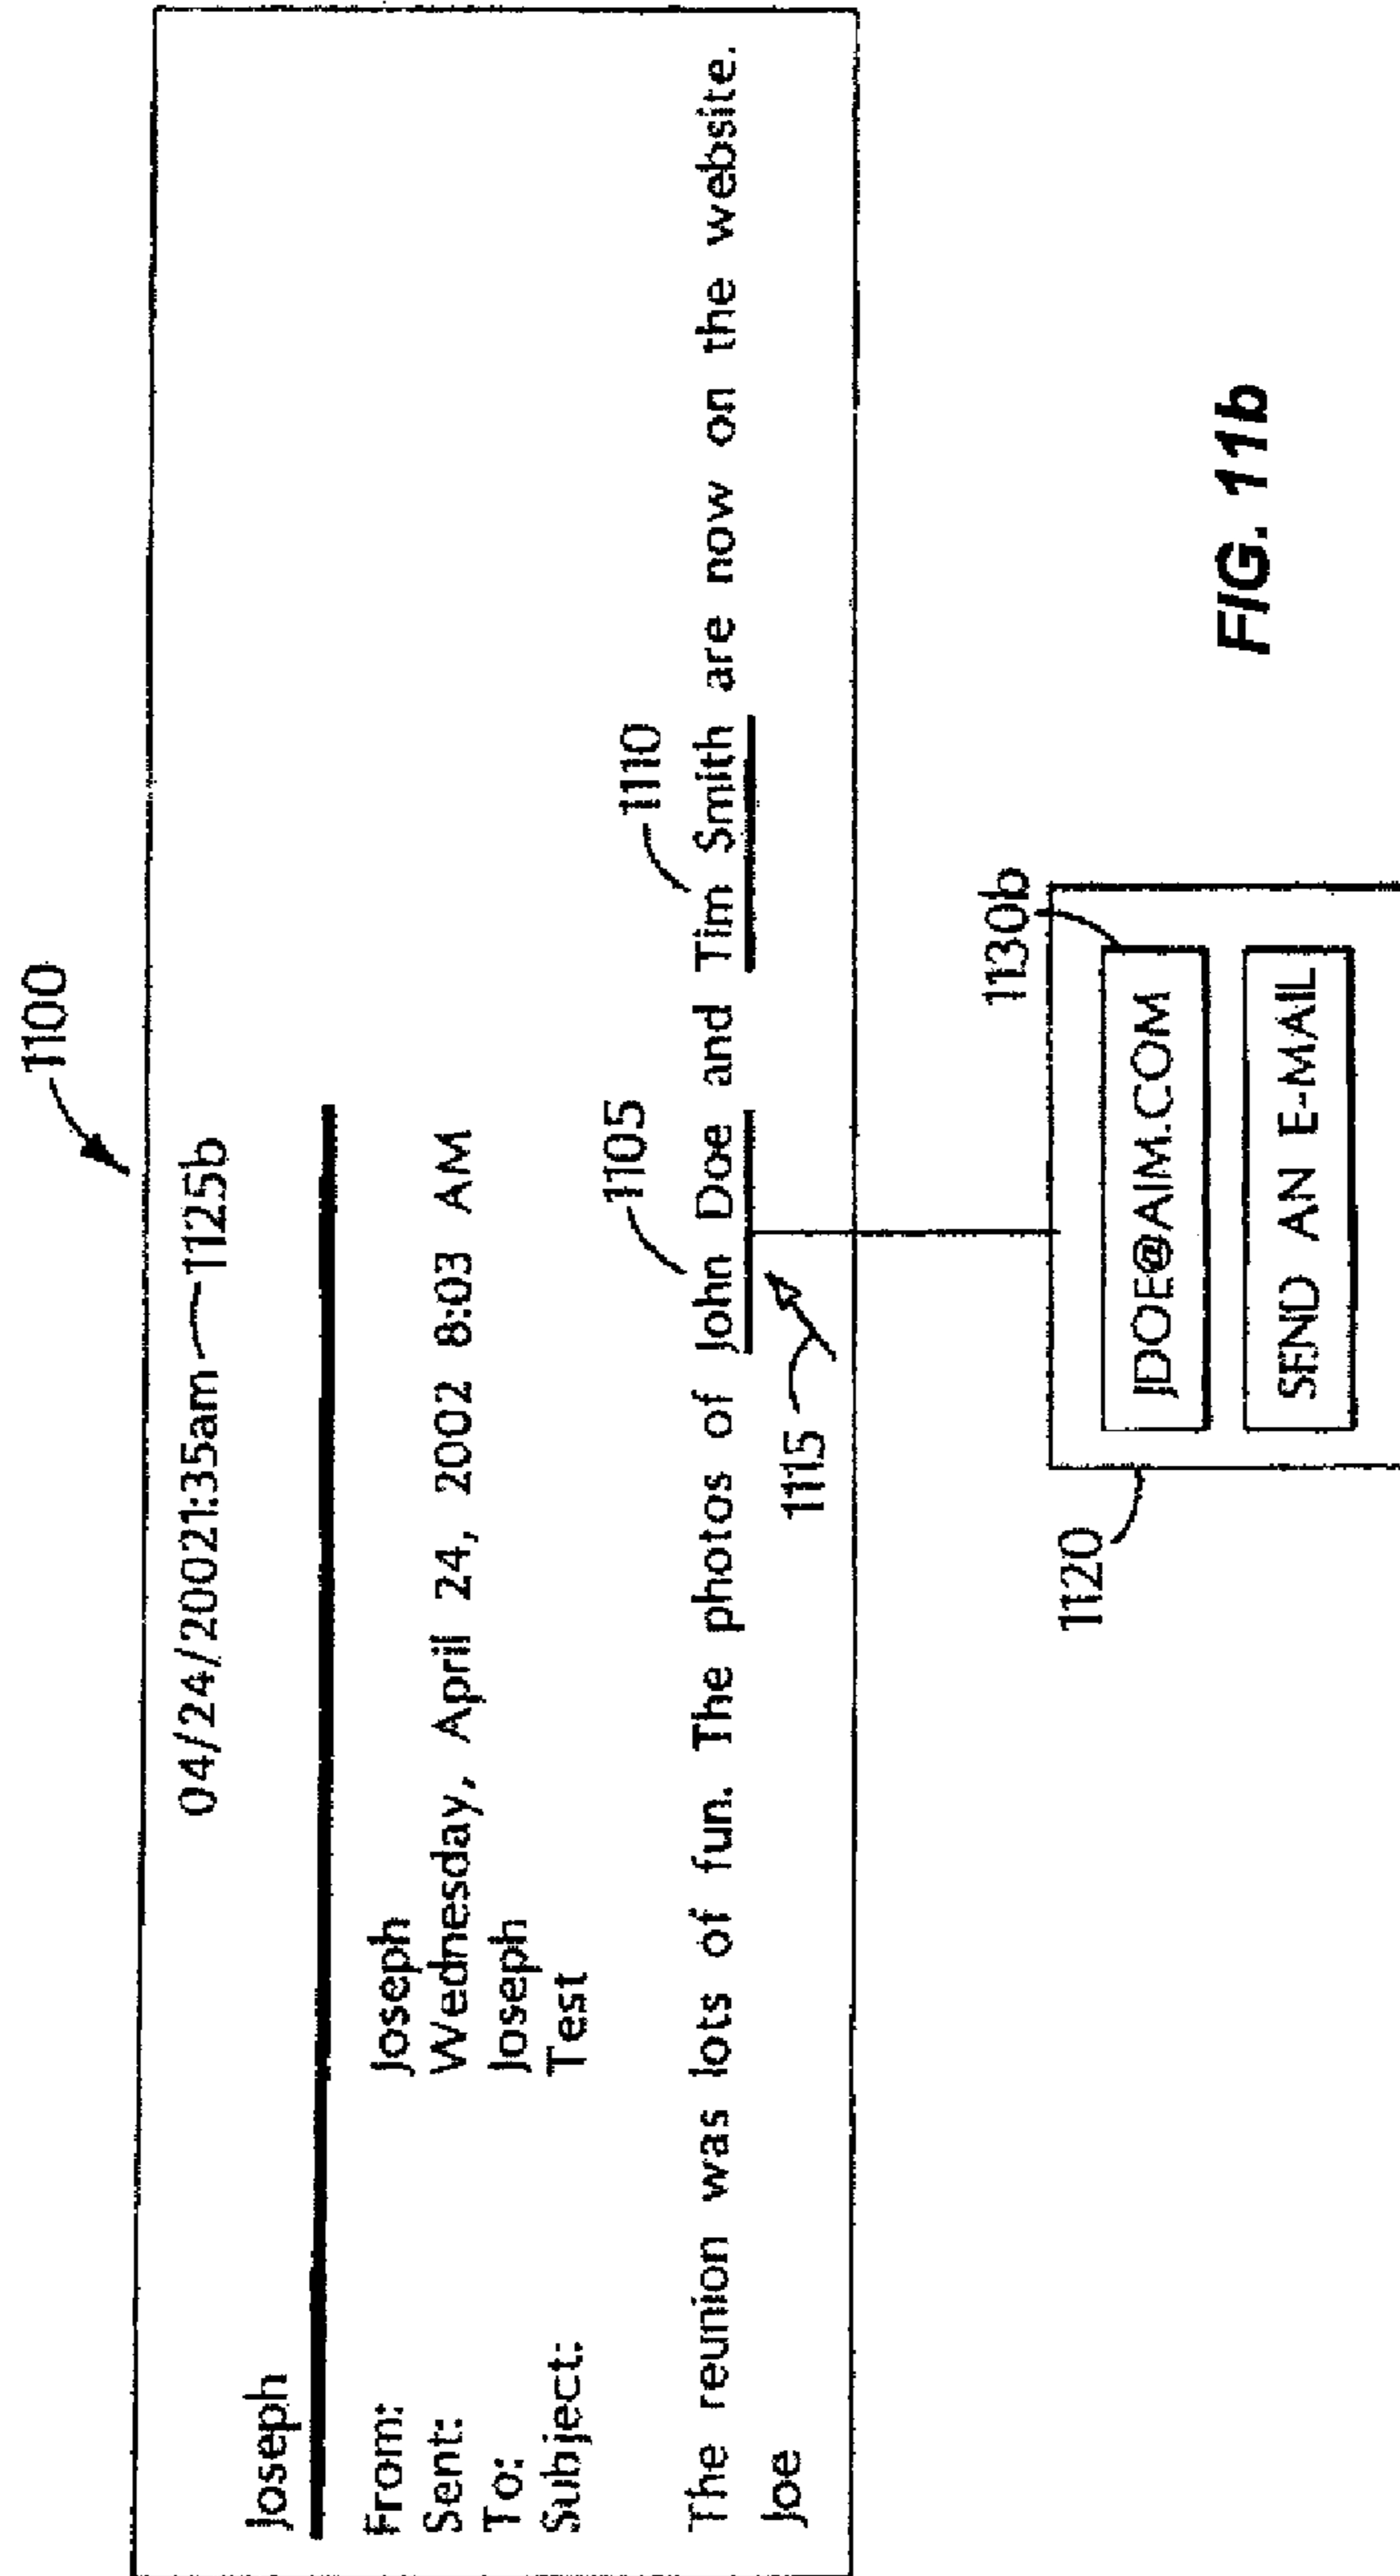 1100
04/24/20021:35am 1125b
Joseph
From: Joseph
Sent: Wednesday, April 24, 2002 8:03 AM
To: Joseph
Subject: Test
1105
1110
The reunion was lots of fun. The photos of John Doe and Tim Smith are now on the website.
Joe
1115
1130b
1120
JDOE@AIM.COM
SEND AN E-MAIL
FIG. 11b